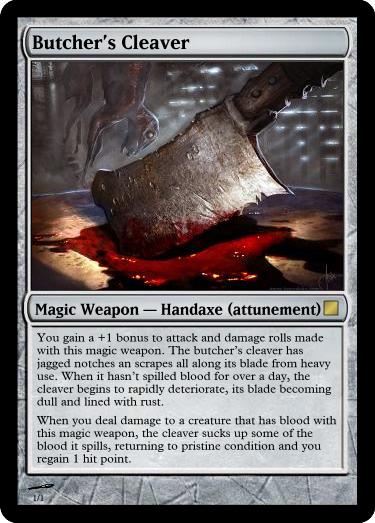 Butcher's Cleaver
Magic Weapon — Handaxe (attunement)
You gain a +1 bonus to attack and damage rolls made
with this magic weapon. The butcher's cleaver has
jagged notches an scrapes all along its blade from heavy
use. When it hasn't spilled blood for over a day, the
cleaver begins to rapidly deteriorate, its blade becoming
dull and lined with rust.
When you deal damage to a creature that has blood with
this magic weapon, the cleaver sucks up some of the
blood it spills, returning to pristine condition and you
regain 1 hit point.
1/1